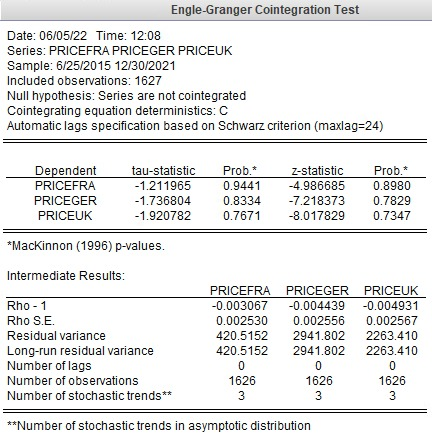 Engle-Granger Cointegration Test
Date: 06/05/22 Time: 12:08
Series: PRICEFRA PRICEGER PRICEUK
Sample: 6/25/2015 12/30/2021
Included observations: 1627
Null hypothesis: Series are not cointegrated
Cointegrating equation deterministics: C
Automatic lags specification based on Schwarz criterion (maxlag=24)
Dependent tau-statistic Prob.* z-statistic Prob.*
PRICEFRA -1.211965 0.9441 -4.986685 0.8980
PRICEGER -1.736804 0.8334 -7.218373 0.7829
PRICEUK -1.920782 0.7671 -8.017829 0.7347
*MacKinnon (1996) p-values.
Intermediate Results:
PRICEFRA PRICEGER PRICEUK
Rho - 1 -0.003067 -0.004439 -0.004931
Rho S.E. 0.002530 0.002556 0.002567
Residual variance 420.5152 2941.802 2263.410
Long-run residual variance 420.5152 2941.802 2263.410
Number of lags 0 0 0
Number of observations 1626 1626 1626
Number of stochastic trends** 3 3 3
**Number of stochastic trends in asymptotic distribution